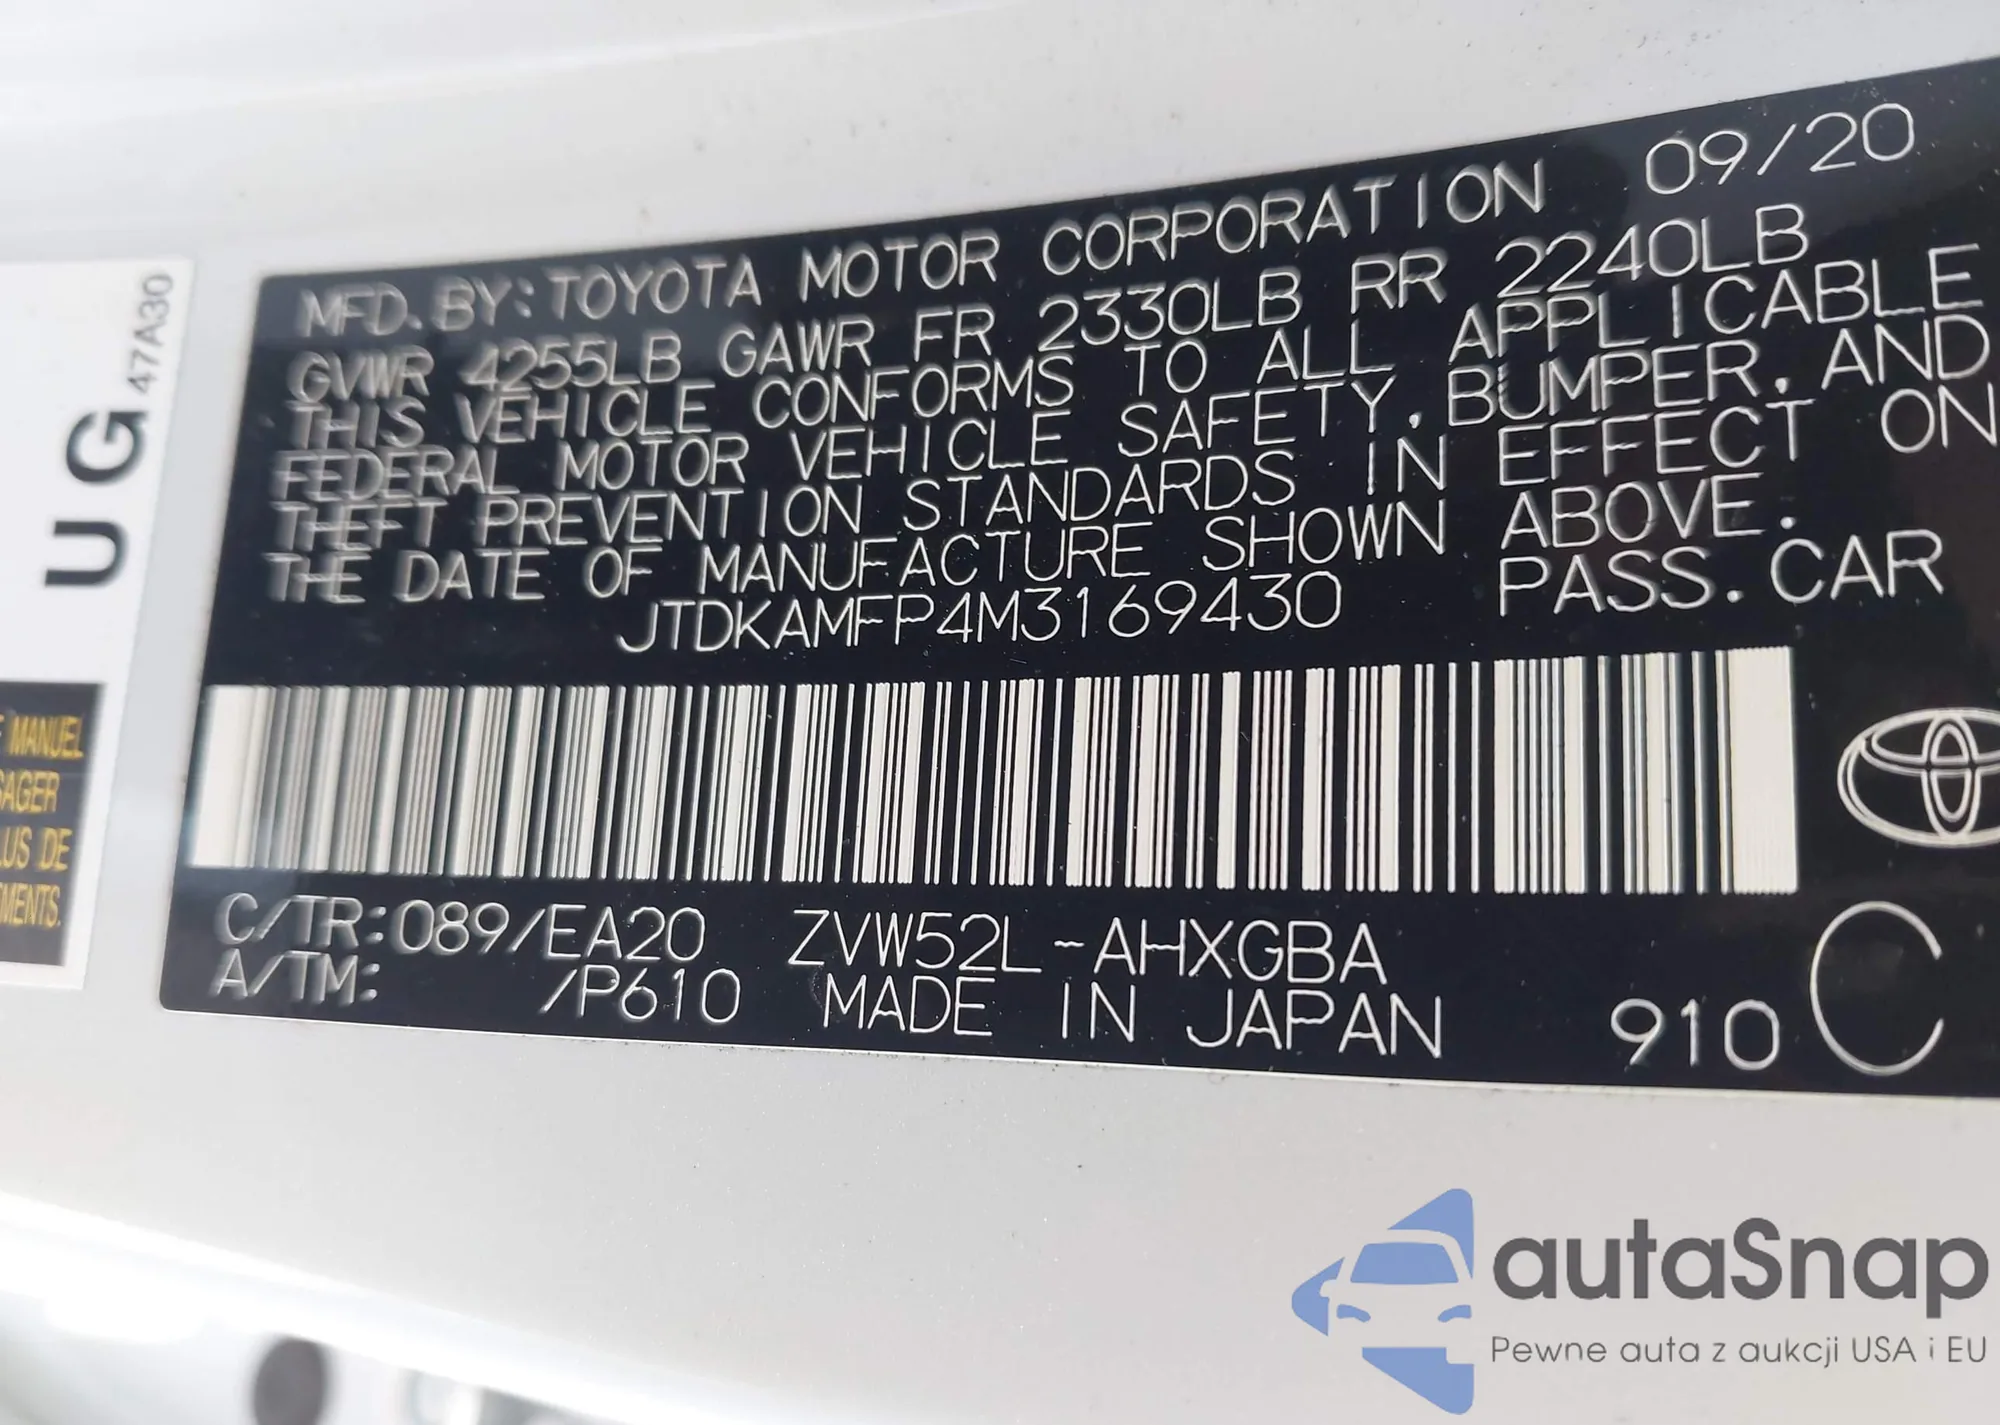 MFD. BY: TOYOTA MOTOR CORPORATION 09/20
GVWR 4255LB GAWR FR 2330LB RR 2240LB
THIS VEHICLE CONFORMS TO ALL APPLICABLE
FEDERAL MOTOR VEHICLE SAFETY, BUMPER, AND
THEFT PREVENTION STANDARDS IN EFFECT ON
THE DATE OF MANUFACTURE SHOWN ABOVE.
JTDKAMFP4M3169430 PASS. CAR
C/TR: 089/EA20 ZVW52L-AHXGBA
A/TM: /P610 MADE IN JAPAN 910 C
UG 47A30
MANUEL
DE
autaSnap
Pewne auta z aukcji USA i EU